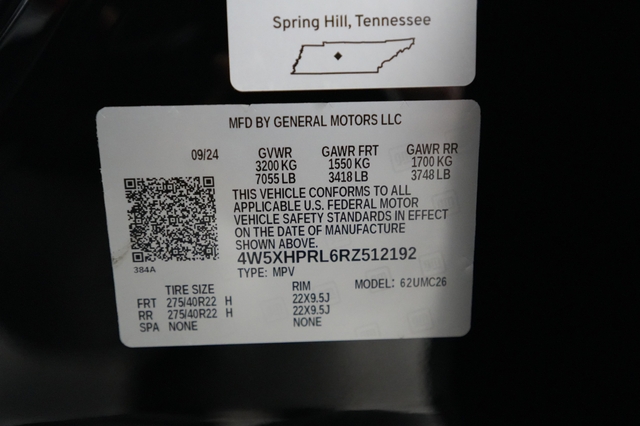 Spring Hill, Tennessee
MFD BY GENERAL MOTORS LLC
09/24 GVWR GAWR FRT GAWR RR
3200 KG 1550 KG 1700 KG
7055 LB 3418 LB 3748 LB
THIS VEHICLE CONFORMS TO ALL
APPLICABLE U.S. FEDERAL MOTOR
VEHICLE SAFETY STANDARDS IN EFFECT
ON THE DATE OF MANUFACTURE
SHOWN ABOVE.
4W5XHPRL6RZ512192
384A
TYPE: MPV
TIRE SIZE RIM MODEL: 62UMC26
FRT 275/40R22 H 22X9.5J
RR 275/40R22 H 22X9.5J
SPA NONE NONE